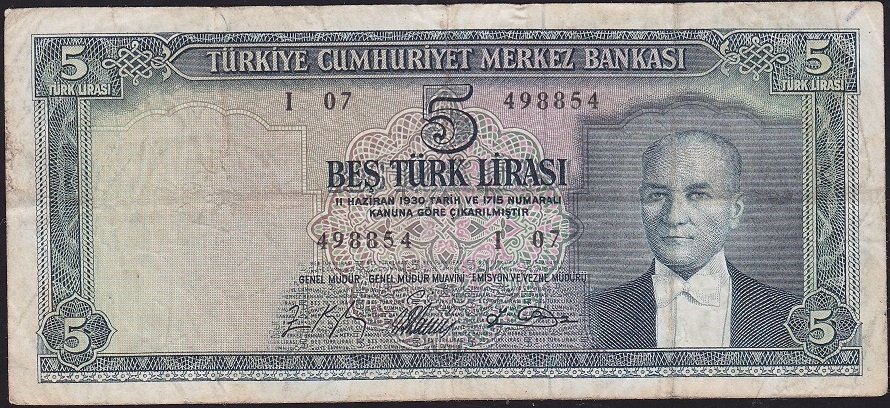 5 TÜRKİYE CUMHURİYET MERKEZ BANKASI 5
TÜRK LİRASI TÜRK LİRASI
I 07 5 498854
BEŞ TÜRK LİRASI
11 HAZİRAN 1930 TARİH VE 1715 NUMARALI
KANUNA GÖRE ÇIKARILMIŞTIR
498854 I 07
GENEL MÜDÜR, GENEL MÜDÜR MUAVİNİ, EMİSYON VE VEZNE MÜDÜRÜ
5 5